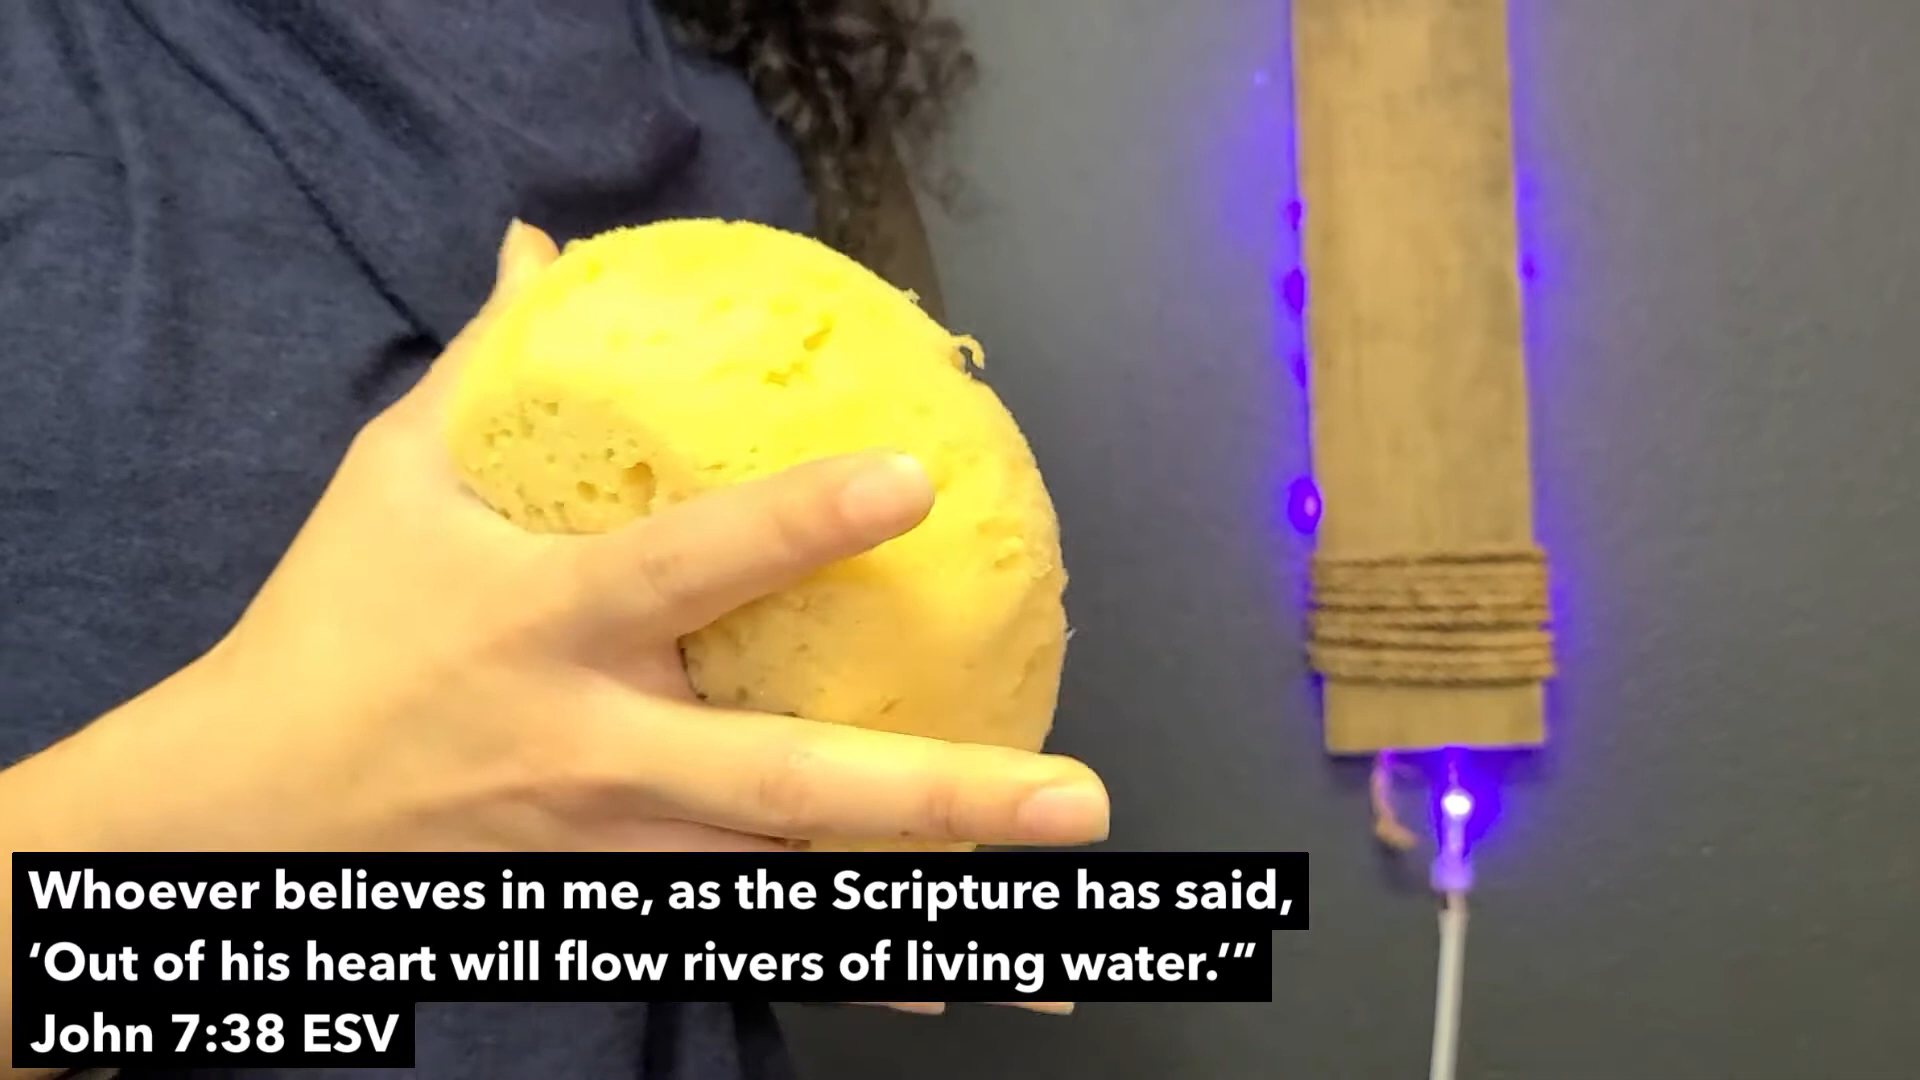 Whoever believes in me, as the Scripture has said,
‘Out of his heart will flow rivers of living water.’”
John 7:38 ESV